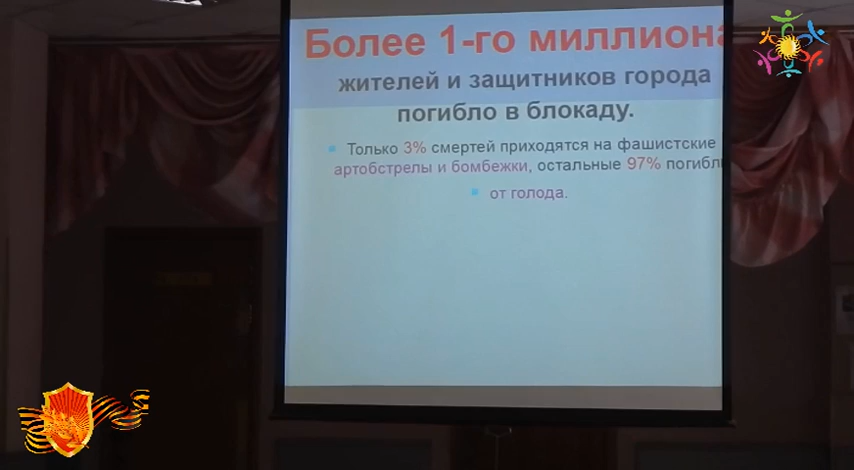 Более 1-го миллиона
жителей и защитников города
погибло в блокаду.
Только 3% смертей приходятся на фашистские
артобстрелы и бомбежки, остальные 97% погибли
от голода.